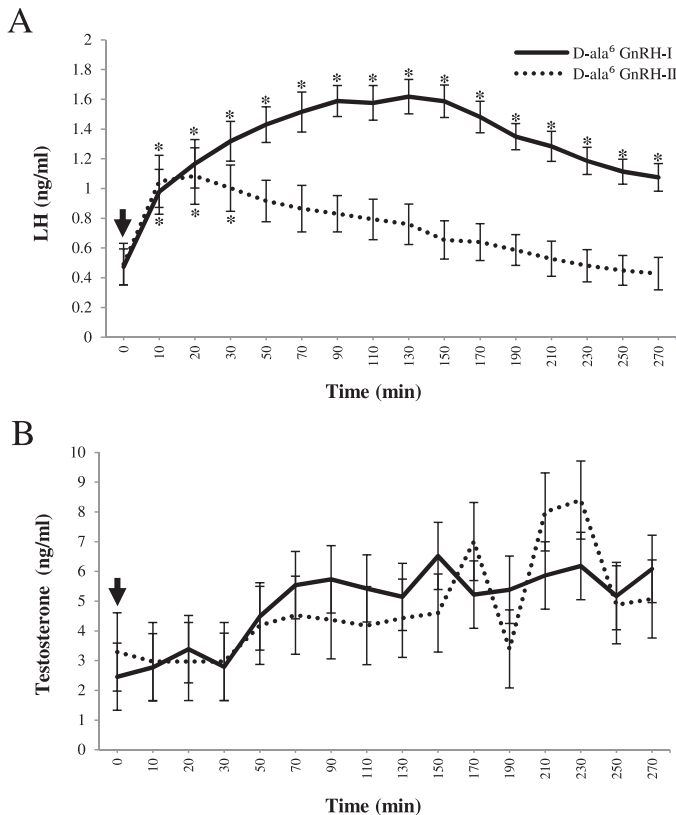 A
2
1.8
1.6
1.4
1.2
1
0.8
0.6
0.4
0.2
0
LH (ng/ml)
D-ala⁶ GnRH-I
D-ala⁶ GnRH-II
* * * * * * * * * * * * * * *
* * *
0 10 20 30 50 70 90 110 130 150 170 190 210 230 250 270
Time (min)
B
10
9
8
7
6
5
4
3
2
1
0
Testosterone (ng/ml)
0 10 20 30 50 70 90 110 130 150 170 190 210 230 250 270
Time (min)